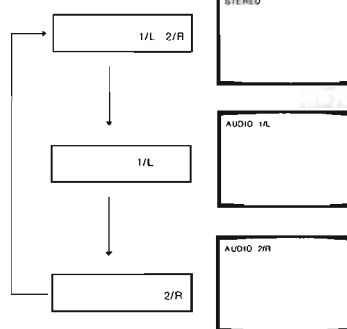 STEREO
1/L 2/R
AUDIO 1/L
1/L
AUDIO 2/R
2/R